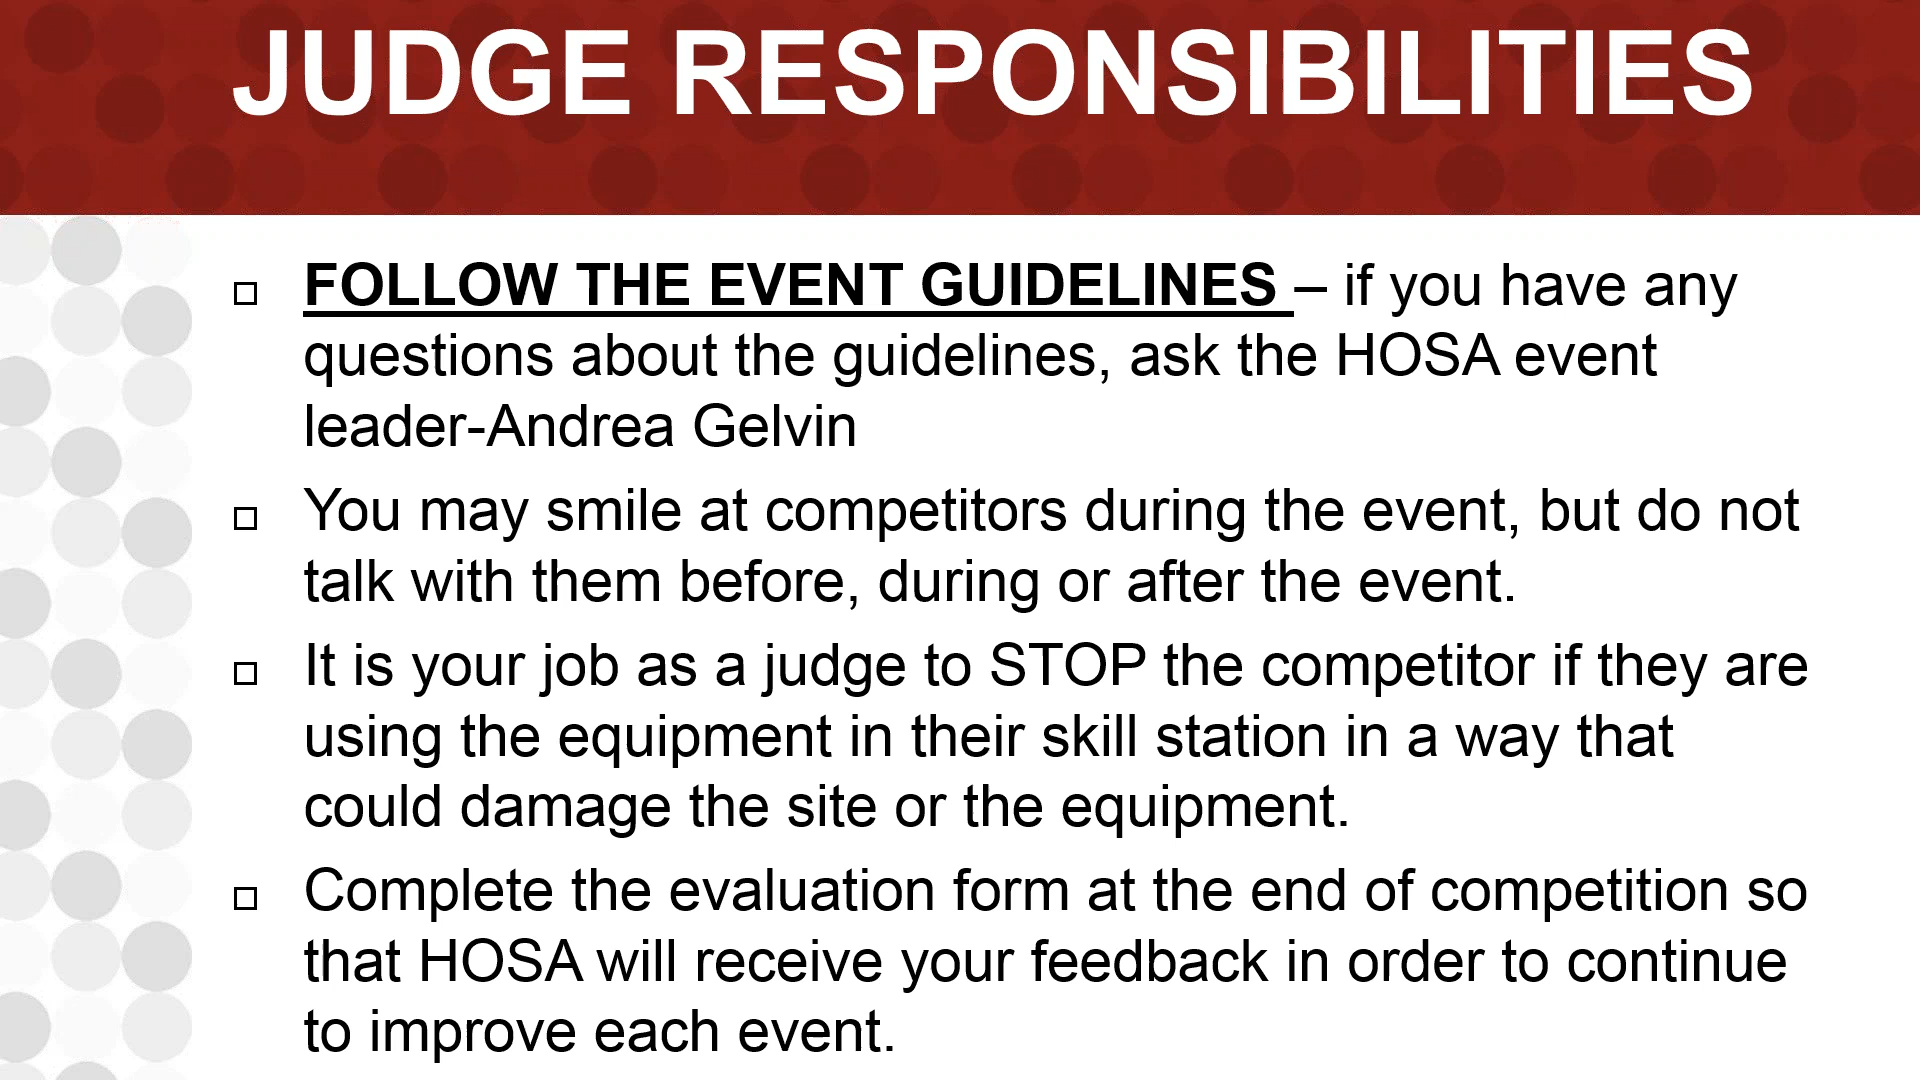 JUDGE RESPONSIBILITIES
FOLLOW THE EVENT GUIDELINES – if you have any
questions about the guidelines, ask the HOSA event
leader-Andrea Gelvin
You may smile at competitors during the event, but do not
talk with them before, during or after the event.
It is your job as a judge to STOP the competitor if they are
using the equipment in their skill station in a way that
could damage the site or the equipment.
Complete the evaluation form at the end of competition so
that HOSA will receive your feedback in order to continue
to improve each event.